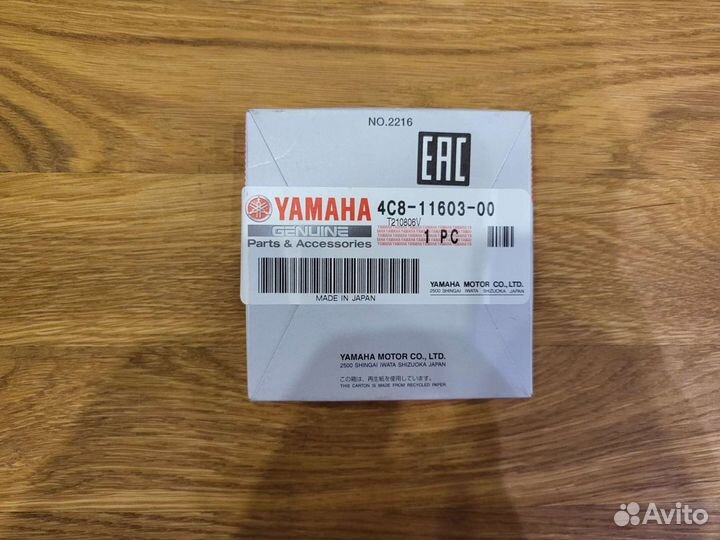 NO.2216
EAC
YAMAHA
4C8-11603-00
GENUINE
T210806V
Parts & Accessories
1 PC
MADE IN JAPAN
YAMAHA MOTOR CO., LTD.
2500 SHINGAI IWATA SHIZUOKA JAPAN
YAMAHA MOTOR CO., LTD.
2500 SHINGAI IWATA SHIZUOKA JAPAN
この箱は、再生紙を使用しています。
THIS CARTON IS MADE FROM RECYCLED PAPER.
Avito